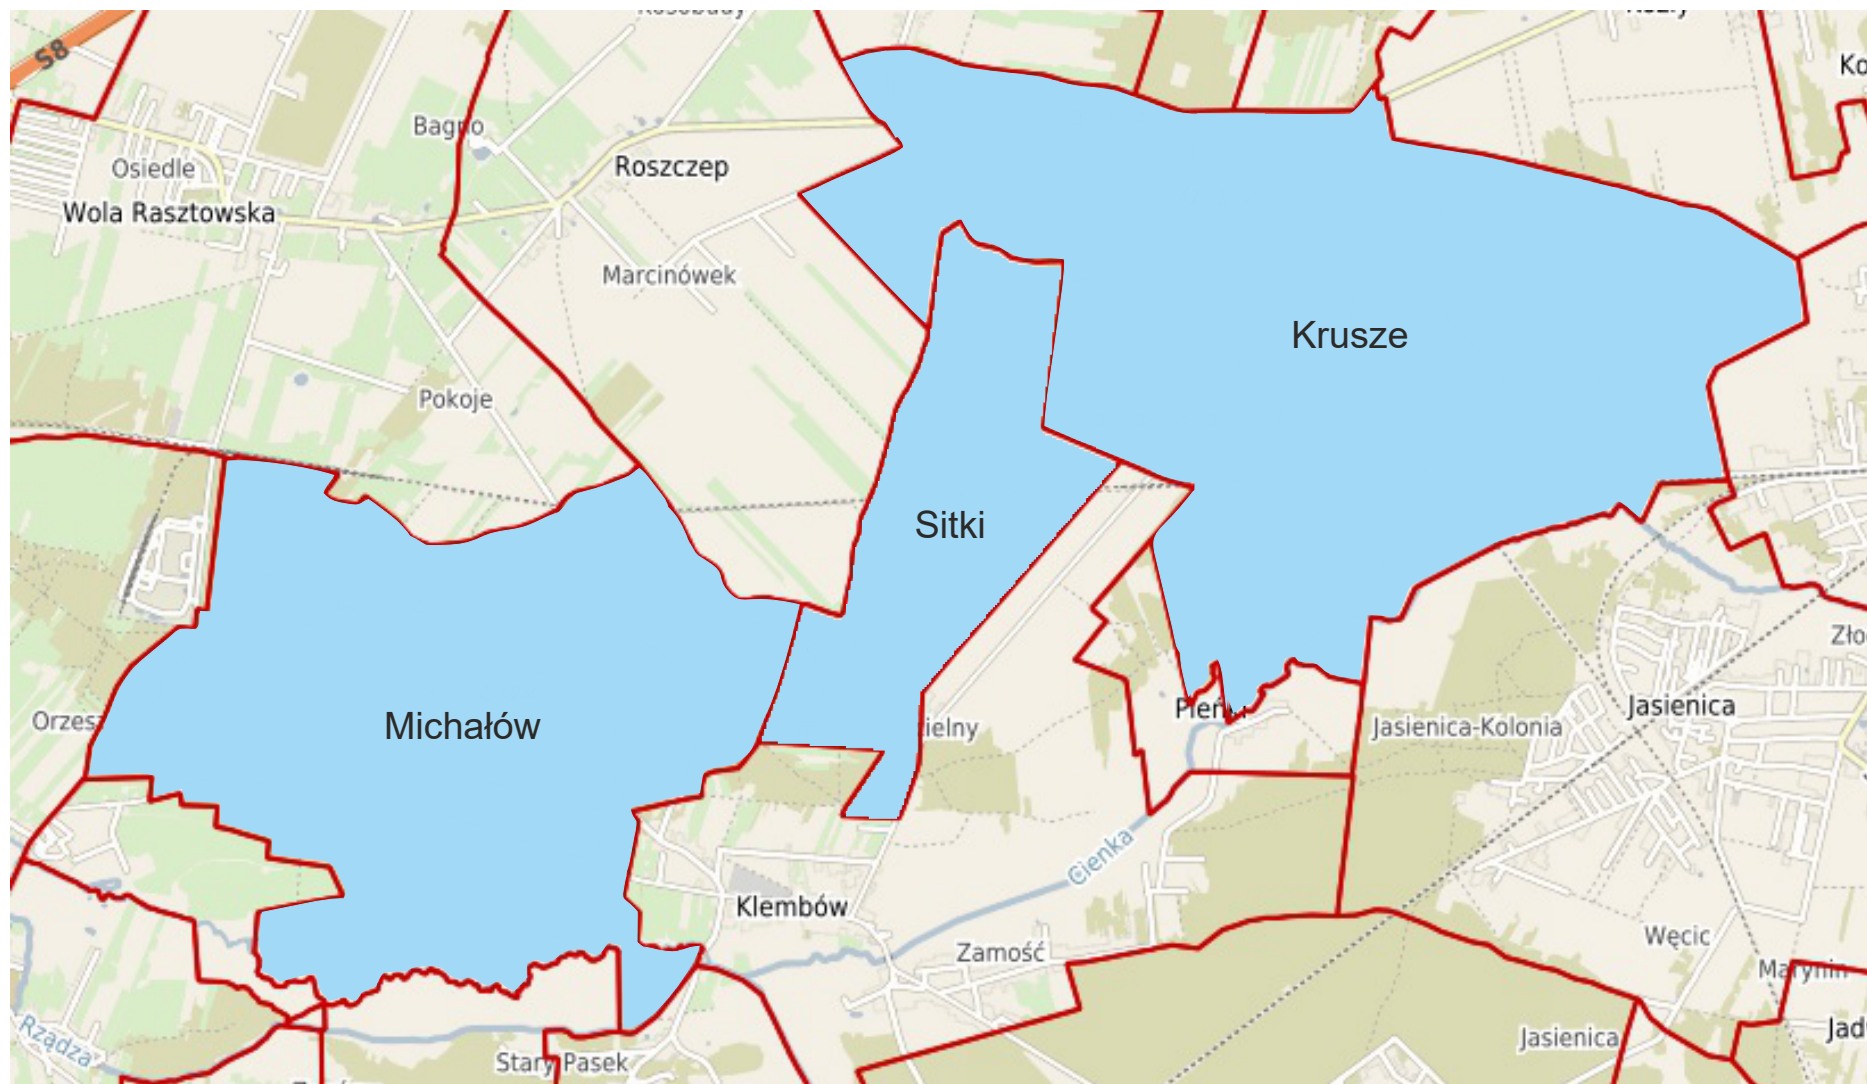 S8
Bagno
Osiedle
Roszczep
Wola Rasztowska
Marcinówek
Krusze
Pokoje
Sitki
Michałów
Jasienica
Jasienica-Kolonia
Cienka
Klembów
Zamość
Węcic
Marynin
Rządza
Stary Pasek
Jasienica